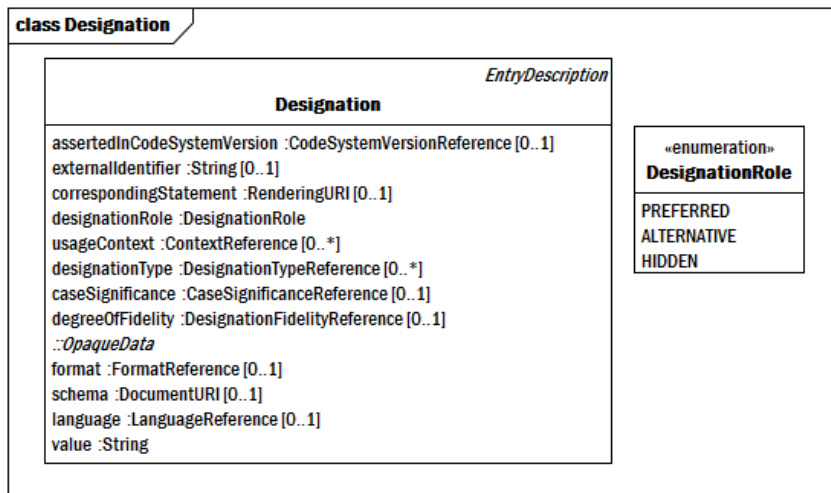 class Designation
EntryDescription
Designation
assertedInCodeSystemVersion :CodeSystemVersionReference [0..1]
externalIdentifier :String [0..1]
correspondingStatement :RenderingURI [0..1]
designationRole :DesignationRole
usageContext :ContextReference [0..*]
designationType :DesignationTypeReference [0..*]
caseSignificance :CaseSignificanceReference [0..1]
degreeOfFidelity :DesignationFidelityReference [0..1]
::OpaqueData
format :FormatReference [0..1]
schema :DocumentURI [0..1]
language :LanguageReference [0..1]
value :String
«enumeration»
DesignationRole
PREFERRED
ALTERNATIVE
HIDDEN